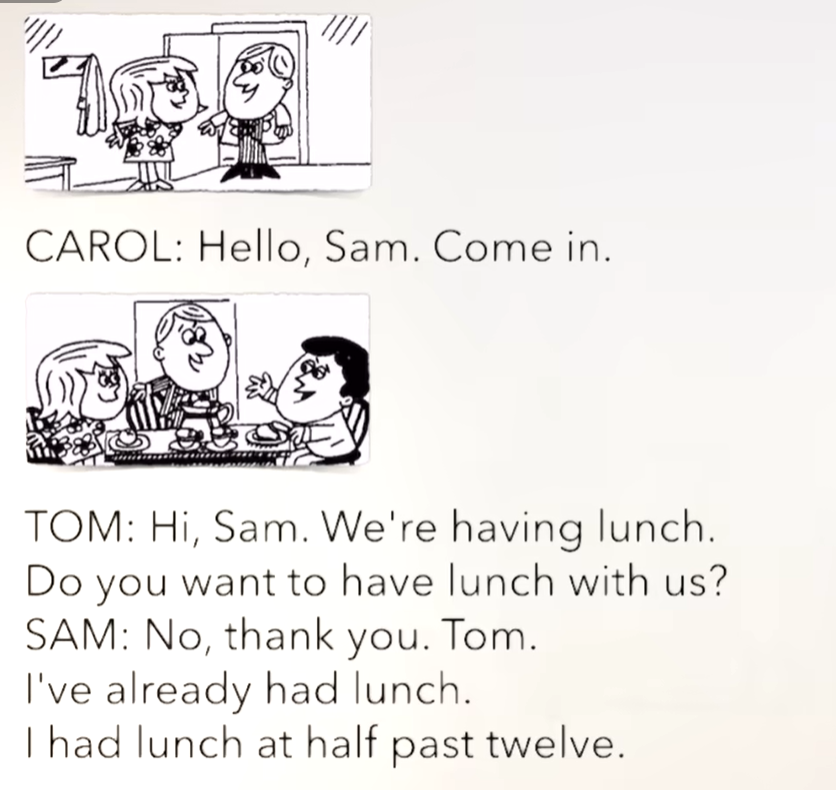 CAROL: Hello, Sam. Come in.
TOM: Hi, Sam. We're having lunch.
Do you want to have lunch with us?
SAM: No, thank you. Tom.
I've already had lunch.
I had lunch at half past twelve.